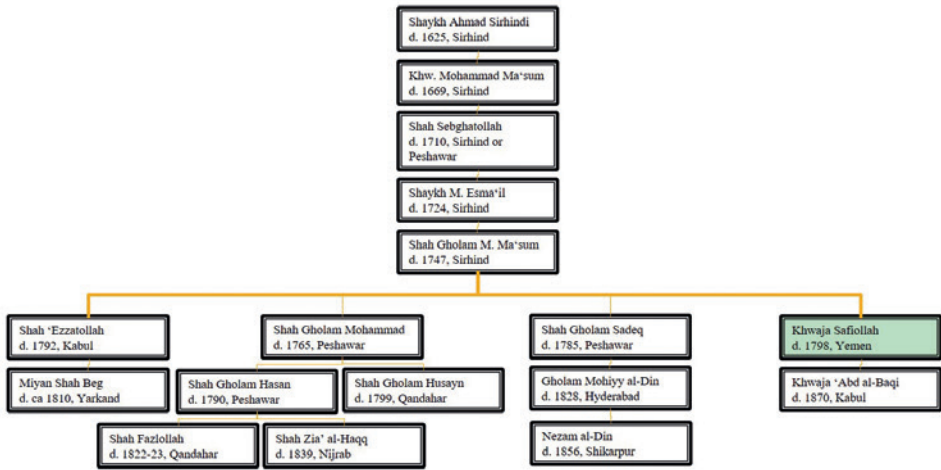 Shaykh Ahmad Sirhindi
d. 1625, Sirhind
Khw. Mohammad Ma‘sum
d. 1669, Sirhind
Shah Sebghatollah
d. 1710, Sirhind or
Peshawar
Shaykh M. Esma‘il
d. 1724, Sirhind
Shah Gholam M. Ma‘sum
d. 1747, Sirhind
Shah ‘Ezzatollah
d. 1792, Kabul
Shah Gholam Mohammad
d. 1765, Peshawar
Shah Gholam Sadeq
d. 1785, Peshawar
Khwaja Safiollah
d. 1798, Yemen
Miyan Shah Beg
d. ca 1810, Yarkand
Shah Gholam Hasan
d. 1790, Peshawar
Shah Gholam Husayn
d. 1799, Qandahar
Gholam Mohiyy al-Din
d. 1828, Hyderabad
Khwaja ‘Abd al-Baqi
d. 1870, Kabul
Shah Fazlollah
d. 1822-23, Qandahar
Shah Zia’ al-Haqq
d. 1839, Nijrab
Nezam al-Din
d. 1856, Shikarpur